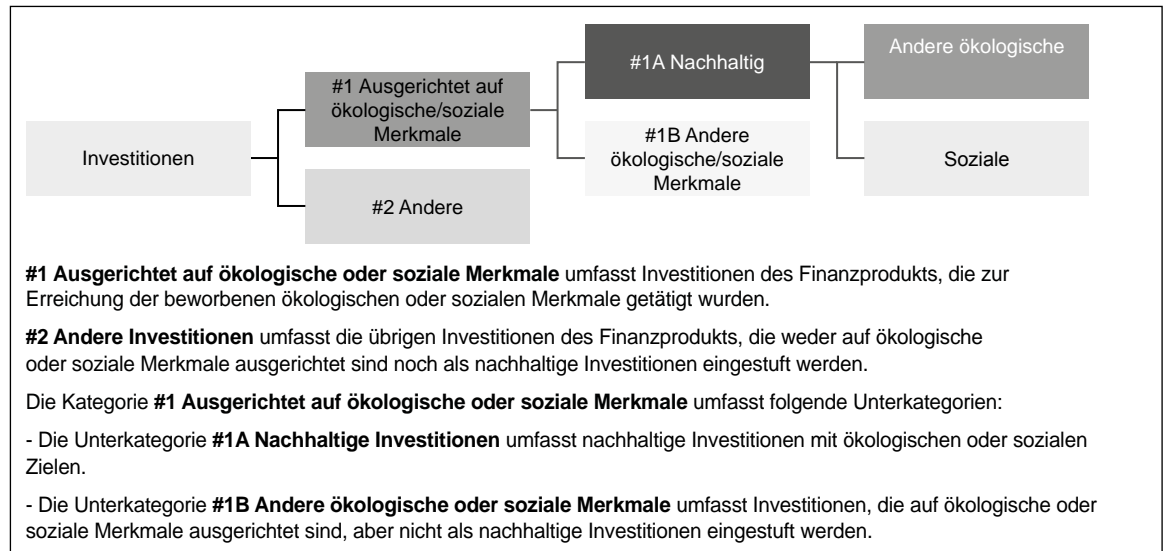 Investitionen
#1 Ausgerichtet auf
ökologische/soziale
Merkmale
#2 Andere
#1A Nachhaltig
#1B Andere
ökologische/soziale
Merkmale
Andere ökologische
Soziale
#1 Ausgerichtet auf ökologische oder soziale Merkmale umfasst Investitionen des Finanzprodukts, die zur
Erreichung der beworbenen ökologischen oder sozialen Merkmale getätigt wurden.
#2 Andere Investitionen umfasst die übrigen Investitionen des Finanzprodukts, die weder auf ökologische
oder soziale Merkmale ausgerichtet sind noch als nachhaltige Investitionen eingestuft werden.
Die Kategorie #1 Ausgerichtet auf ökologische oder soziale Merkmale umfasst folgende Unterkategorien:
- Die Unterkategorie #1A Nachhaltige Investitionen umfasst nachhaltige Investitionen mit ökologischen oder sozialen
Zielen.
- Die Unterkategorie #1B Andere ökologische oder soziale Merkmale umfasst Investitionen, die auf ökologische oder
soziale Merkmale ausgerichtet sind, aber nicht als nachhaltige Investitionen eingestuft werden.